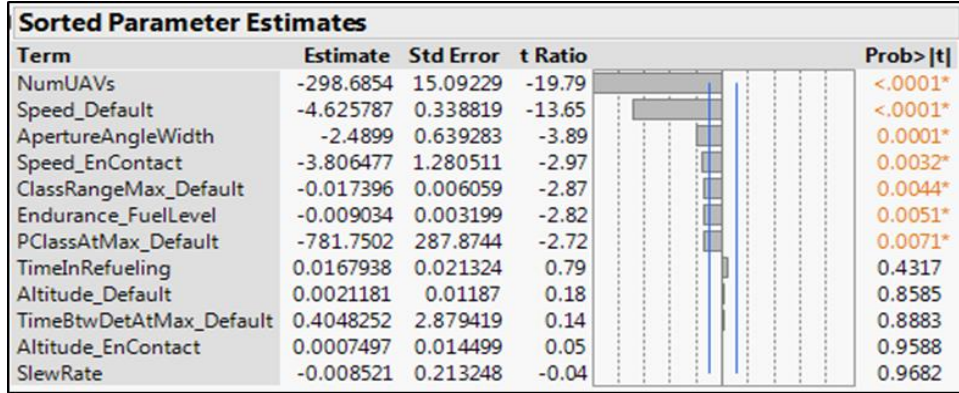 Sorted Parameter Estimates
Term Estimate Std Error t Ratio Prob>|t|
NumUAVs -298.6854 15.09229 -19.79 <.0001*
Speed_Default -4.625787 0.338819 -13.65 <.0001*
ApertureAngleWidth -2.4899 0.639283 -3.89 0.0001*
Speed_EnContact -3.806477 1.280511 -2.97 0.0032*
ClassRangeMax_Default -0.017396 0.006059 -2.87 0.0044*
Endurance_FuelLevel -0.009034 0.003199 -2.82 0.0051*
PClassAtMax_Default -781.7502 287.8744 -2.72 0.0071*
TimeInRefueling 0.0167938 0.021324 0.79 0.4317
Altitude_Default 0.0021181 0.01187 0.18 0.8585
TimeBtwDetAtMax_Default 0.4048252 2.879419 0.14 0.8883
Altitude_EnContact 0.0007497 0.014499 0.05 0.9588
SlewRate -0.008521 0.213248 -0.04 0.9682